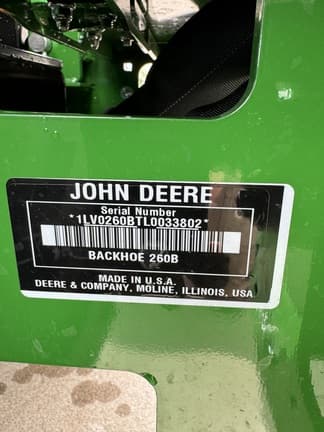 JOHN DEERE
Serial Number
*1LV0260BTL0033802*
BACKHOE 260B
MADE IN U.S.A.
DEERE & COMPANY, MOLINE, ILLINOIS, USA